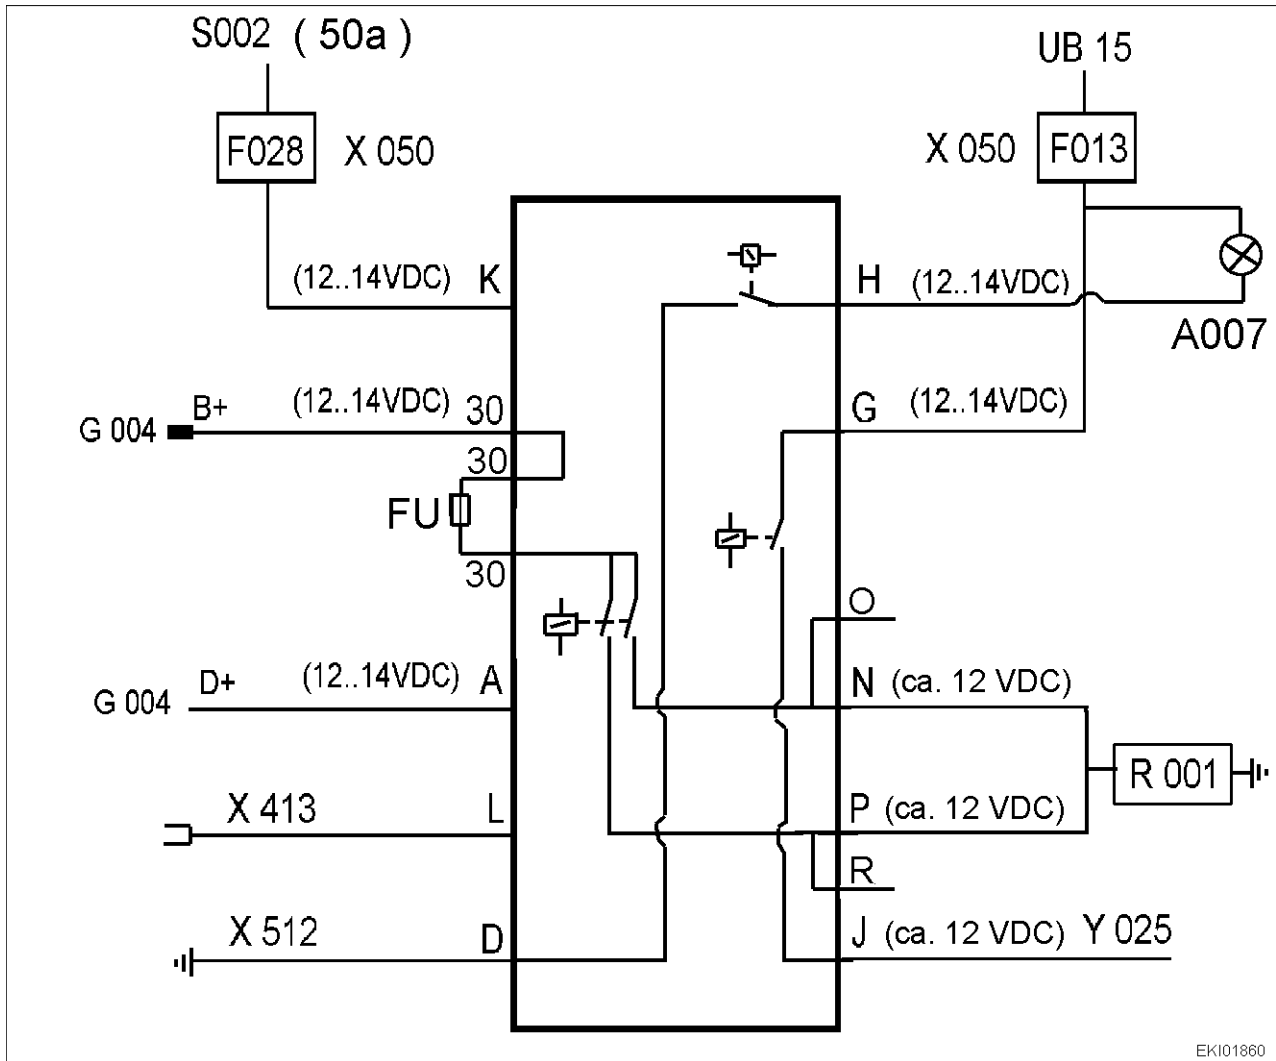 S002 ( 50a )
UB 15
F028 X 050
X 050 F013
(12..14VDC) K
H (12..14VDC)
A007
B+ (12..14VDC) 30
G 004
G (12..14VDC)
30
FU
30
O
D+ (12..14VDC) A
G 004
N (ca. 12 VDC)
R 001
X 413 L
P (ca. 12 VDC)
R
X 512 D
J (ca. 12 VDC) Y 025
EKI01860